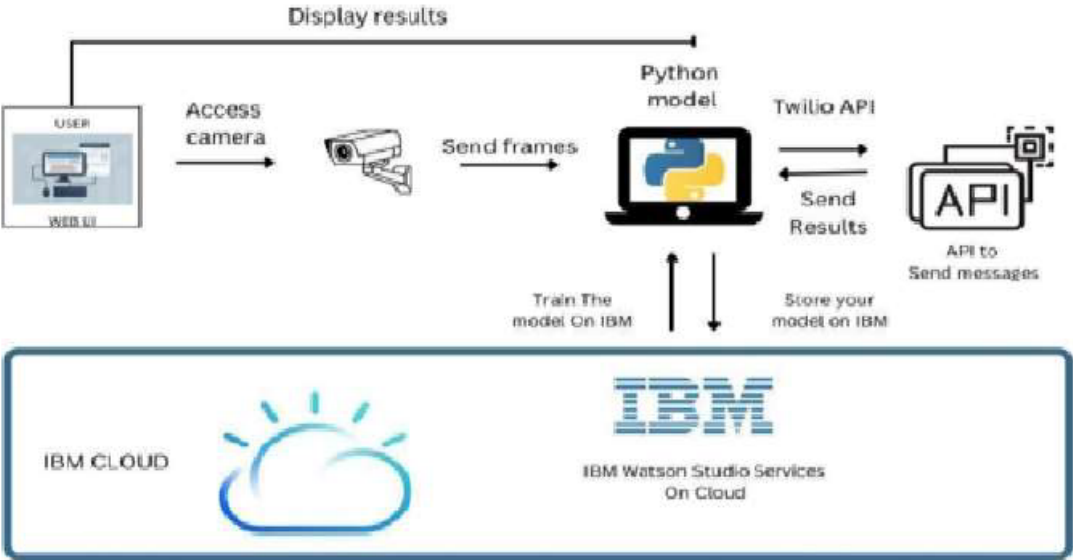 Display results
Python
model
Twilio API
Access
camera
USER
Send frames
Send
Results
API
WEB UI
API to
Send messages
Train The
model On IBM
Store your
model on IBM
IBM
IBM CLOUD
IBM Watson Studio Services
On Cloud